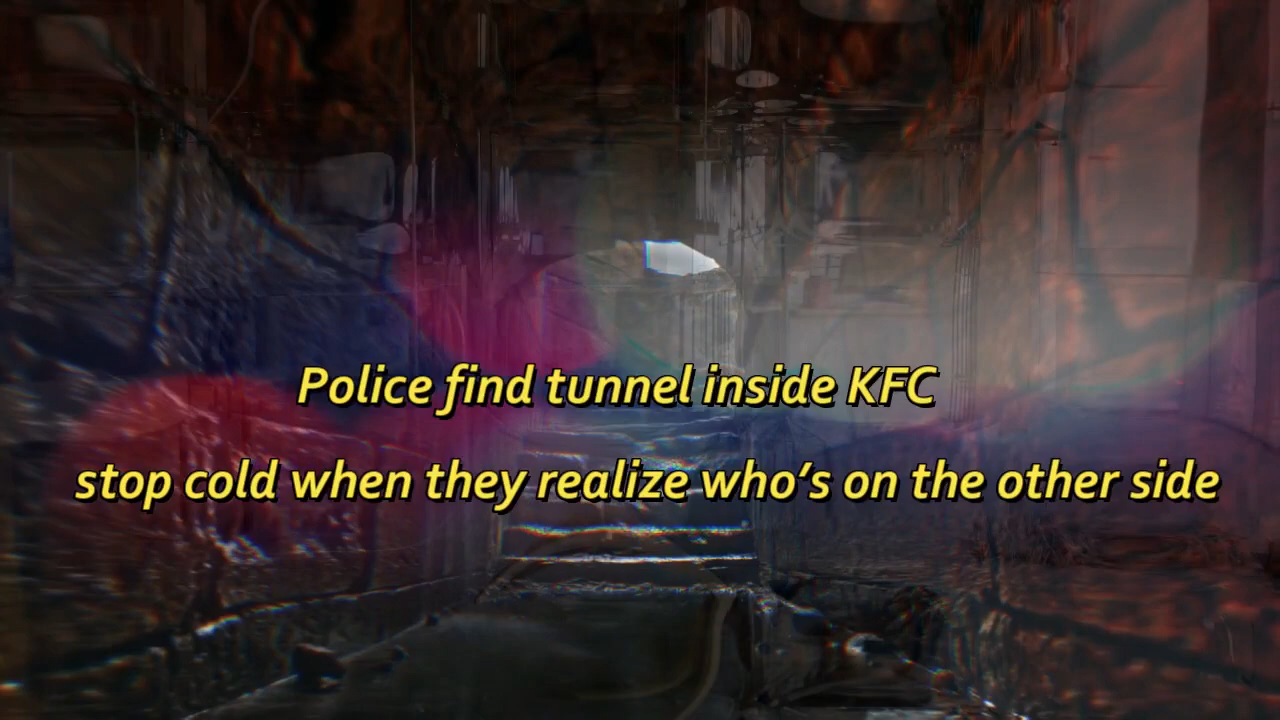 Police find tunnel inside KFC
stop cold when they realize who's on the other side